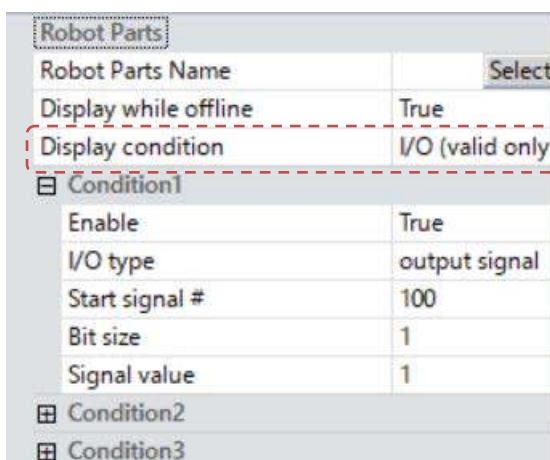 Robot Parts
Robot Parts Name Select
Display while offline True
Display condition I/O (valid only
Condition1
Enable True
I/O type output signal
Start signal # 100
Bit size 1
Signal value 1
Condition2
Condition3